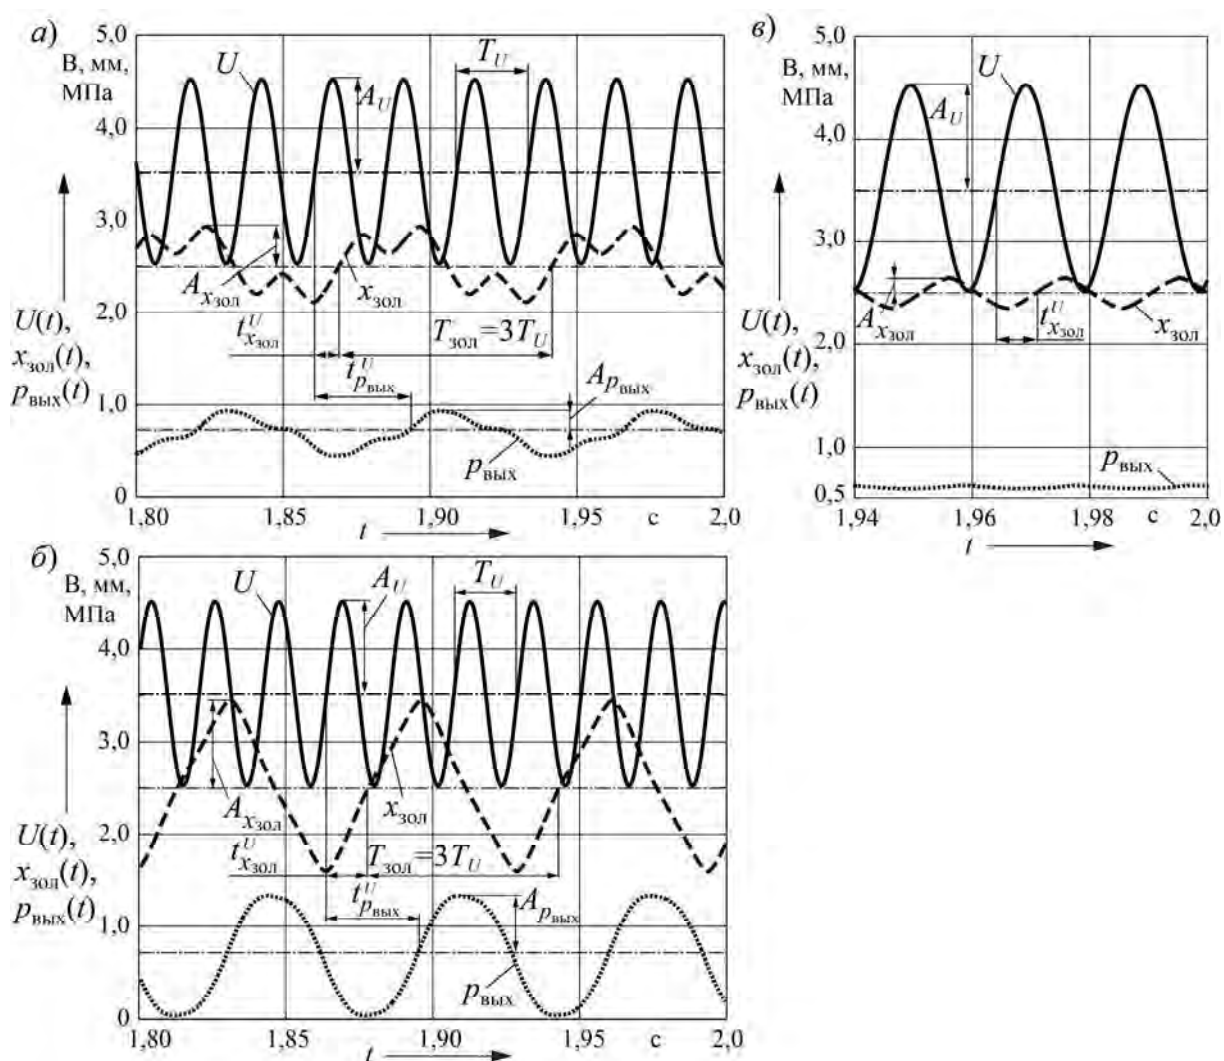 а)
В, мм,
МПа
5,0
4,0
3,0
2,0
1,0
0
U
A_U
T_U
A_{x_{зол}}
x_{зол}
t^U_{x_{зол}}
T_{зол}=3T_U
t^U_{p_{вых}}
A_{p_{вых}}
p_{вых}
U(t),
x_{зол}(t),
p_{вых}(t)
1,80 1,85 1,90 1,95 с 2,0
t
в)
В, мм,
МПа
5,0
4,0
3,0
2,0
1,0
0,5
U
A_U
A_{x_{зол}}
t^U_{x_{зол}}
x_{зол}
p_{вых}
U(t),
x_{зол}(t),
p_{вых}(t)
1,94 1,96 1,98 с 2,0
t
б)
В, мм,
МПа
5,0
4,0
3,0
2,0
1,0
0
U
A_U
T_U
A_{x_{зол}}
x_{зол}
t^U_{x_{зол}}
T_{зол}=3T_U
t^U_{p_{вых}}
A_{p_{вых}}
p_{вых}
U(t),
x_{зол}(t),
p_{вых}(t)
1,80 1,85 1,90 1,95 с 2,0
t